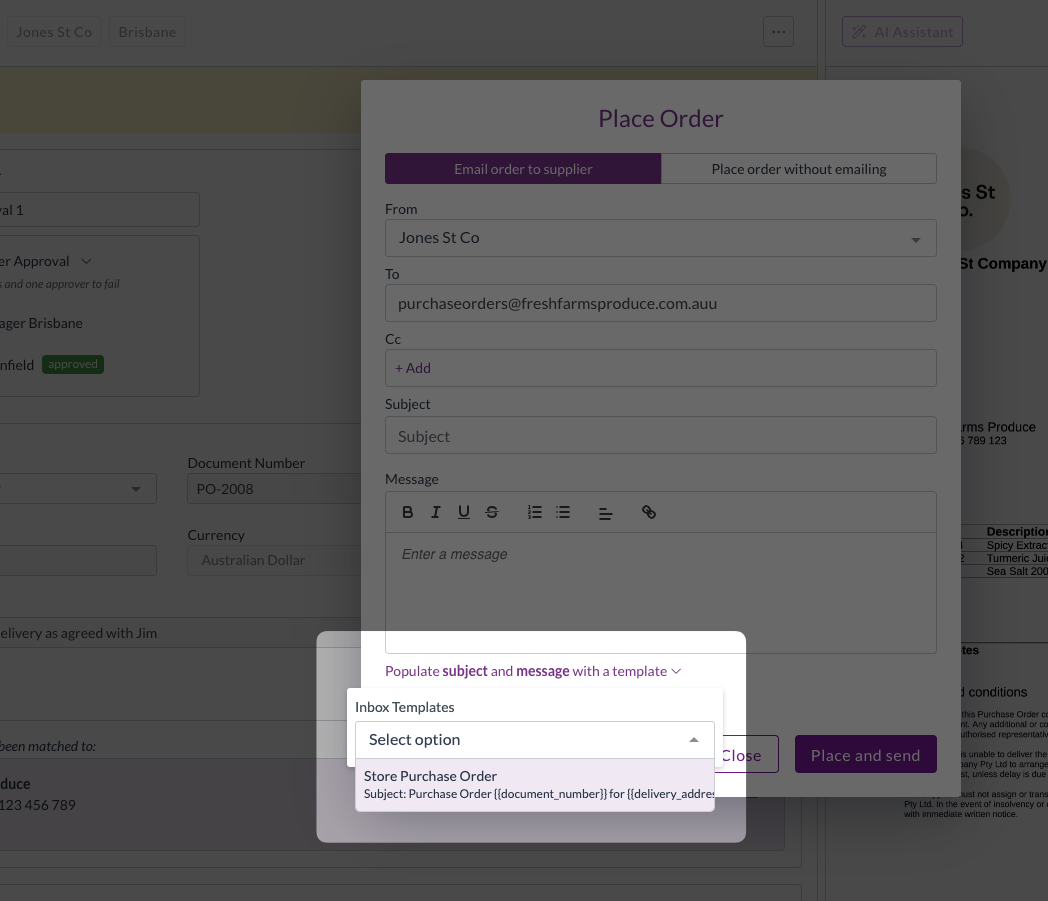 Jones St Co
Brisbane
...
AI Assistant
val 1
er Approval
s and one approver to fail
ager Brisbane
nfield approved
Document Number
PO-2008
Currency
Australian Dollar
elivery as agreed with Jim
been matched to:
duce
123 456 789
Place Order
Email order to supplier
Place order without emailing
From
Jones St Co
To
purchaseorders@freshfarmsproduce.com.auu
Cc
+ Add
Subject
Subject
Message
B I U S
Enter a message
Populate subject and message with a template
Inbox Templates
Select option
Store Purchase Order
Subject: Purchase Order {{document_number}} for {{delivery_addres
Close
Place and send
s St
o.
St Company
rms Produce
6 789 123
Description
Spicy Extrac
2 Turmeric Juic
Sea Salt 200
tes
d conditions
this Purchase Order co
nt. Any additional or co
uthorised representativ
is unable to deliver the
pany Pty Ltd to arrange
st, unless delay is due
must not assign or trans
Pty Ltd. In the event of insolvency or
with immediate written notice.